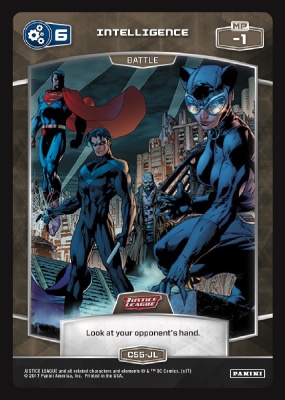 6
INTELLIGENCE
MP
-1
BATTLE
JUSTICE LEAGUE
Look at your opponent's hand.
C55-JL
JUSTICE LEAGUE and all related characters and elements © & ™ DC Comics. (s17)
© 2017 Panini America, Inc. Printed in the USA.
PANINI